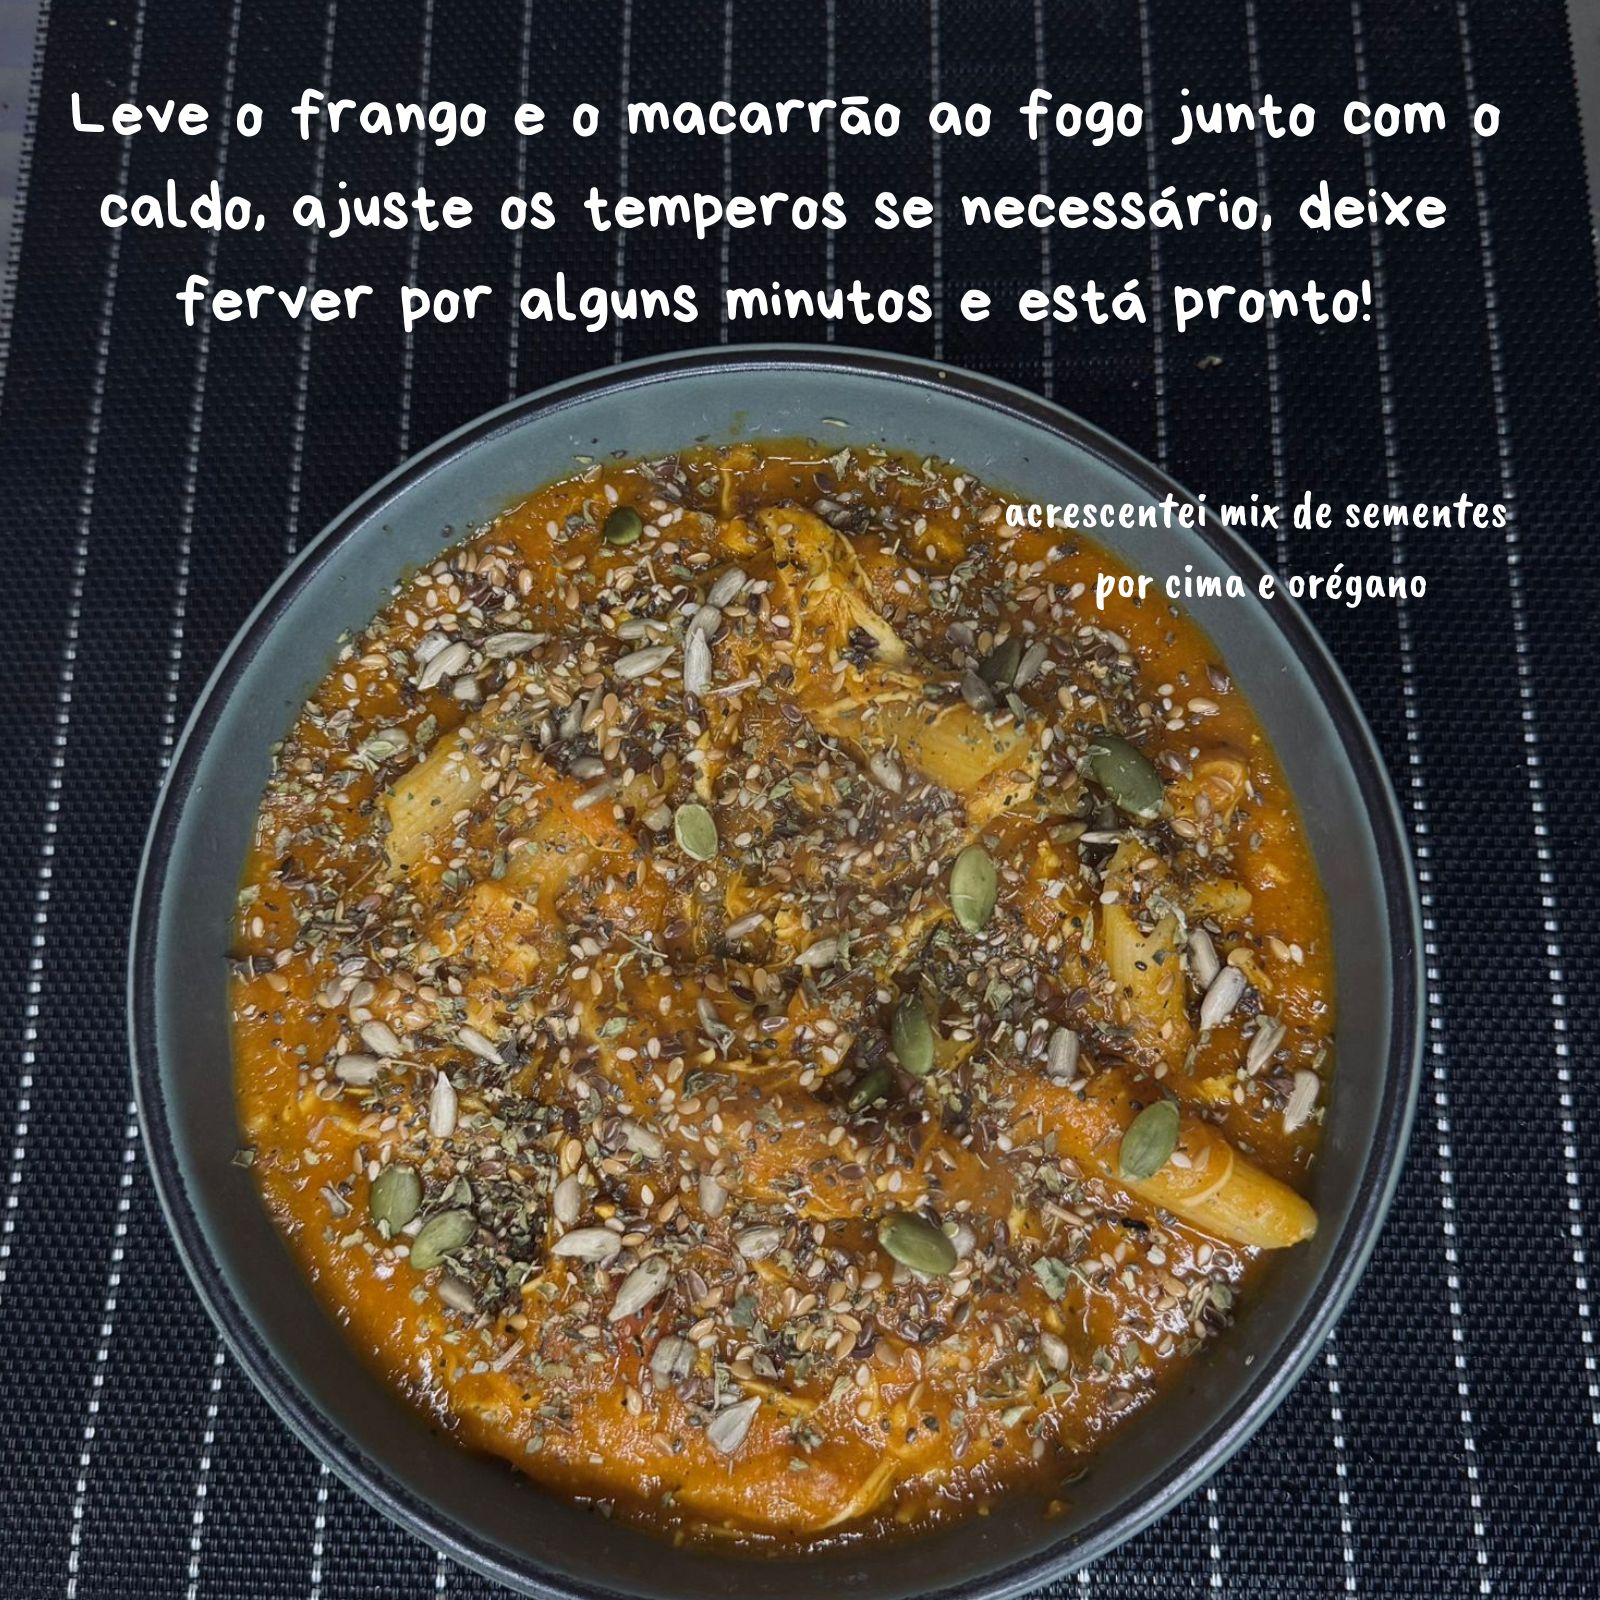 Leve o frango e o macarrão ao fogo junto com o
caldo, ajuste os temperos se necessário, deixe
ferver por alguns minutos e está pronto!
acrescentei mix de sementes
por cima e orégano